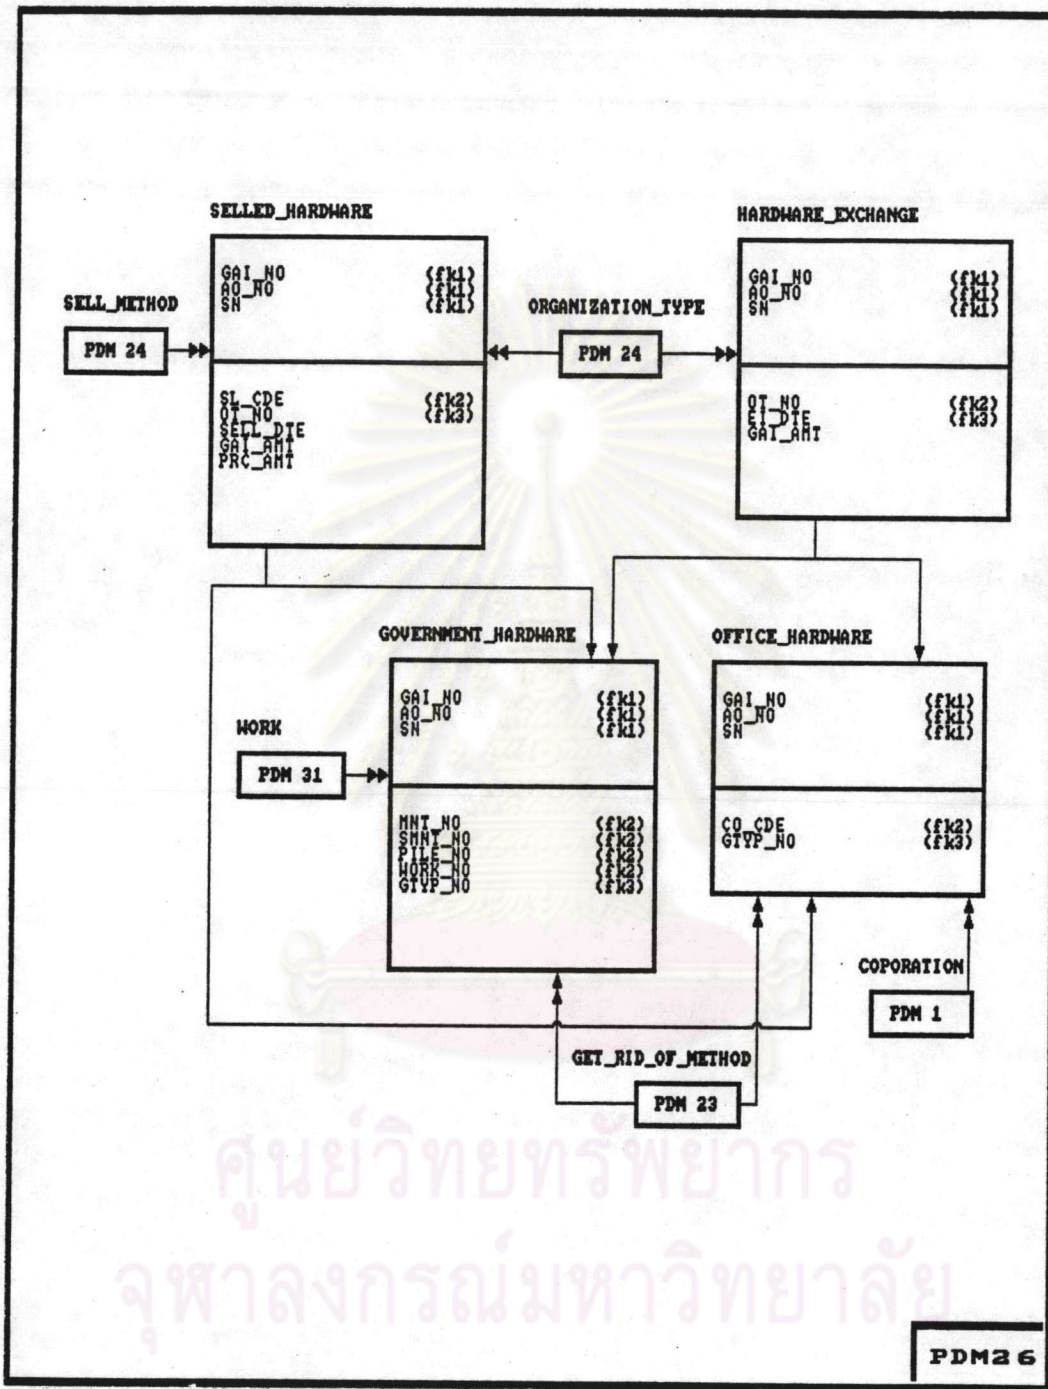 SELLED_HARDWARE
GAI_NO (fk1)
AO_NO (fk1)
SN (fk1)
SL_CDE (fk2)
OT_NO (fk3)
SELL_DTE
GAI_AMT
PRC_AMT
SELL_METHOD
PDM 24
ORGANIZATION_TYPE
PDM 24
HARDWARE_EXCHANGE
GAI_NO (fk1)
AO_NO (fk1)
SN (fk1)
OT_NO (fk2)
EI_DTE (fk3)
GAI_AMT
GOVERNMENT_HARDWARE
GAI_NO (fk1)
AO_NO (fk1)
SN (fk1)
MNT_NO (fk2)
SMNT_NO (fk2)
PILE_NO (fk2)
WORK_NO (fk2)
GTYP_NO (fk3)
WORK
PDM 31
OFFICE_HARDWARE
GAI_NO (fk1)
AO_NO (fk1)
SN (fk1)
CO_CDE (fk2)
GTYP_NO (fk3)
COPORATION
PDM 1
GET_RID_OF_METHOD
PDM 23
ศูนย์วิทยทรัพยากร
จุฬาลงกรณ์มหาวิทยาลัย
PDM26